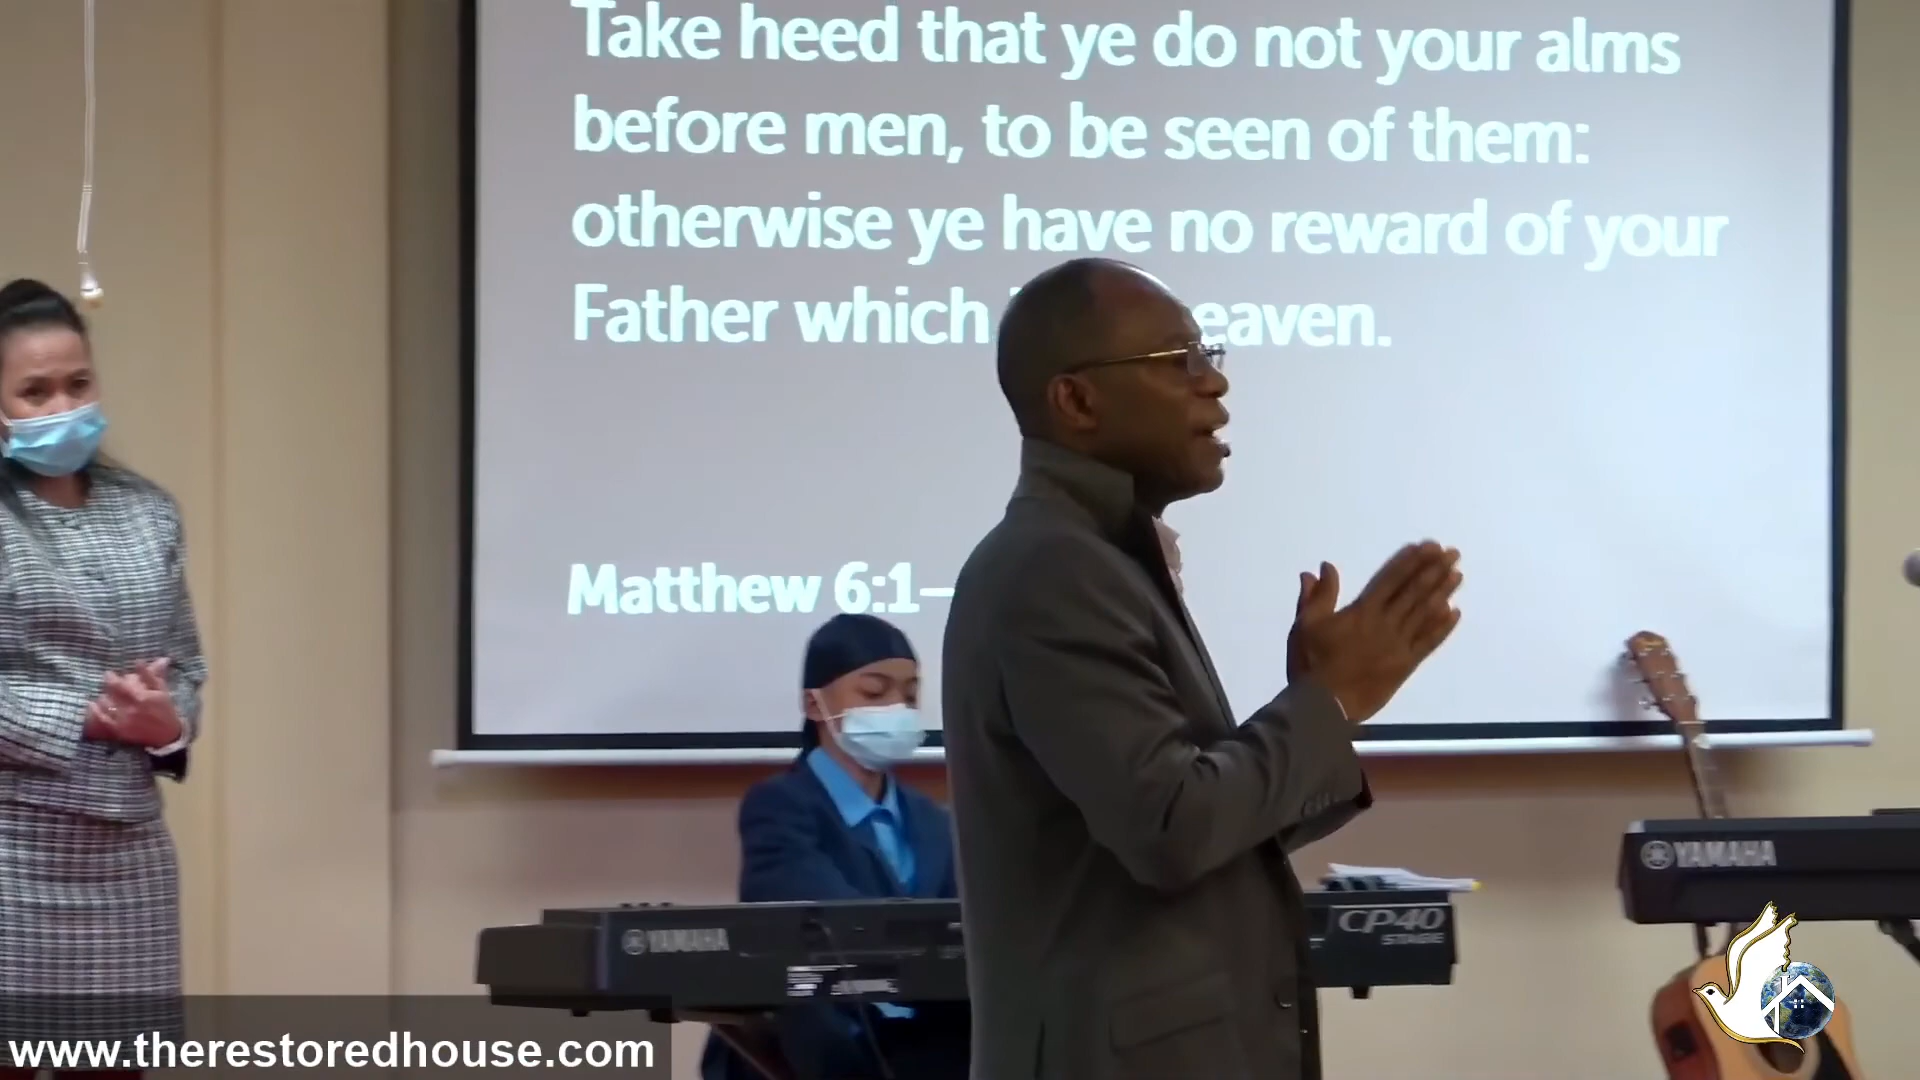 Take heed that ye do not your alms
before men, to be seen of them:
otherwise ye have no reward of your
Father which eaven.
Matthew 6:1–
YAMAHA
YAMAHA
CP40
STAGE
www.therestoredhouse.com